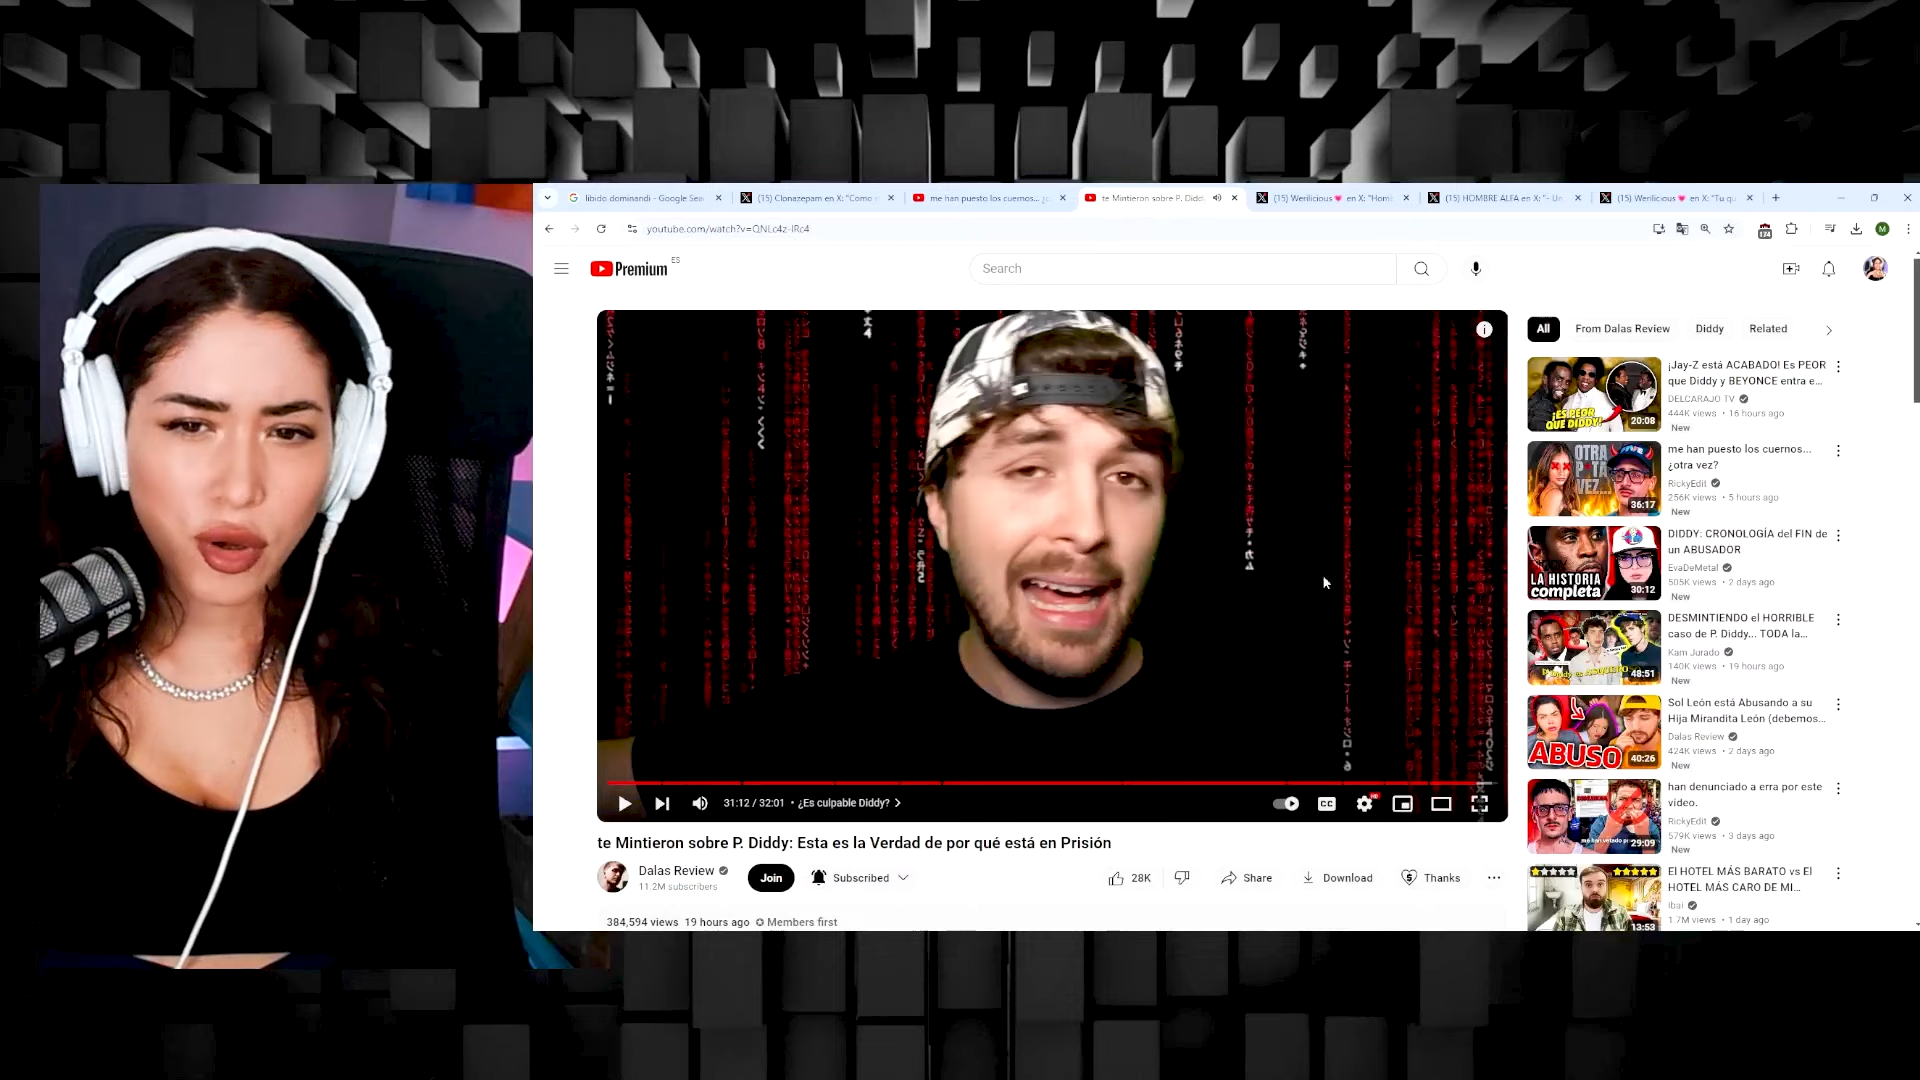 libido dominandi - Google Sea
(15) Clonazepam en X: "Como
me han puesto los cuernos...
te Mintieron sobre P. Didd
(15) Werilicious en X: "Hom
(15) HOMBRE ALFA en X: "- Un
(15) Werilicious en X: "Tu q
youtube.com/watch?v=QNLc4z-IRc4
174
M
Premium
ES
Search
All
From Dalas Review
Diddy
Related
¡Jay-Z está ACABADO! Es PEOR
que Diddy y BEYONCE entra e...
DELCARAJO TV
444K views • 16 hours ago
New
¡ES PEOR
QUE DIDDY!
20:08
me han puesto los cuernos...
¿otra vez?
RickyEdit
256K views • 5 hours ago
New
OTRA
P*TA
VEZ
36:17
DIDDY: CRONOLOGÍA del FIN de
un ABUSADOR
EvaDeMetal
505K views • 2 days ago
New
LA HISTORIA
completa
30:12
DESMINTIENDO el HORRIBLE
caso de P. Diddy... TODA la...
Kam Jurado
140K views • 19 hours ago
New
48:51
Sol León está Abusando a su
Hija Mirandita León (debemos...
Dalas Review
424K views • 2 days ago
New
ABUSO
40:26
han denunciado a erra por este
vídeo.
RickyEdit
579K views • 3 days ago
New
29:09
El HOTEL MÁS BARATO vs El
HOTEL MÁS CARO DE MI...
Ibai
1.7M views • 1 day ago
13:53
31:12 / 32:01 • ¿Es culpable Diddy?
CC
HD
te Mintieron sobre P. Diddy: Esta es la Verdad de por qué está en Prisión
Dalas Review
11.2M subscribers
Join
Subscribed
28K
Share
Download
Thanks
384,594 views 19 hours ago Members first
RODE